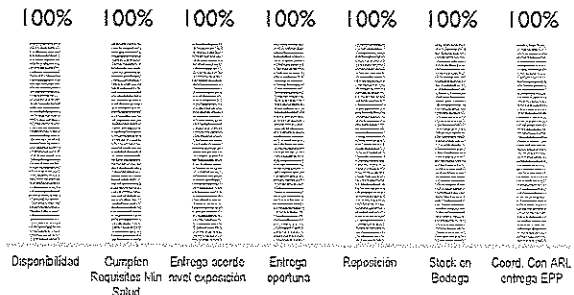 100% 100% 100% 100% 100% 100% 100%
Disponibilidad
Cumplen
Requisitos Min
Salud
Entrega acorde
nivel exposición
Entrega
oportuna
Reposición
Stock en
Bodega
Coord. Con ARL
entrega EPP